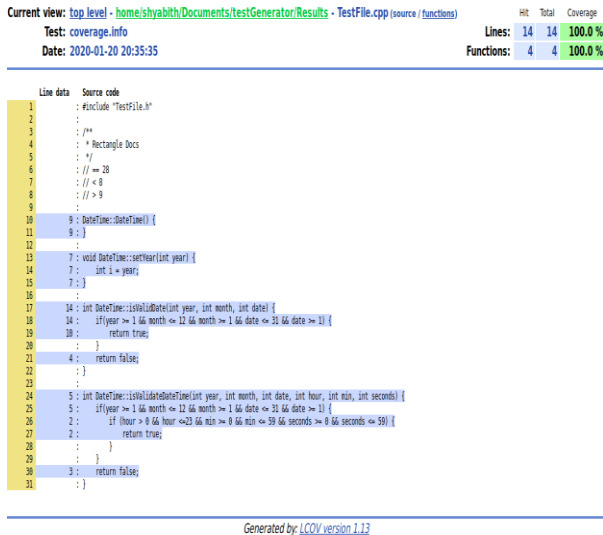 Current view: top level - home/shyabith/Documents/testGenerator/Results - TestFile.cpp (source / functions) Hit Total Coverage
Test: coverage.info Lines: 14 14 100.0 %
Date: 2020-01-20 20:35:35 Functions: 4 4 100.0 %
Line data Source code
1 : #include "TestFile.h"
2 :
3 : /**
4 : * Rectangle Docs
5 : */
6 : // == 28
7 : // < 8
8 : // > 9
9 :
10 9 : DateTime::DateTime() {
11 9 : }
12 :
13 7 : void DateTime::setYear(int year) {
14 7 : int i = year;
15 7 : }
16 :
17 14 : int DateTime::isValidDate(int year, int month, int date) {
18 14 : if(year >= 1 && month <= 12 && month >= 1 && date <= 31 && date >= 1) {
19 10 : return true;
20 : }
21 4 : return false;
22 : }
23 :
24 5 : int DateTime::isValidateDateTime(int year, int month, int date, int hour, int min, int seconds) {
25 5 : if(year >= 1 && month <= 12 && month >= 1 && date <= 31 && date >= 1) {
26 2 : if (hour > 0 && hour <=23 && min >= 0 && min <= 59 && seconds >= 0 && seconds <= 59) {
27 2 : return true;
28 : }
29 : }
30 3 : return false;
31 : }
Generated by: LCOV version 1.13